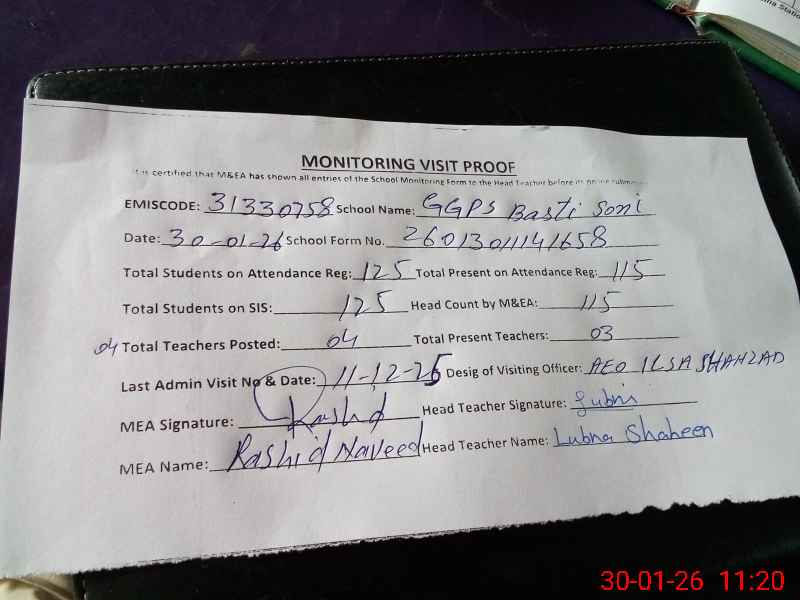 MONITORING VISIT PROOF
It is certified that M&EA has shown all entries of the School Monitoring Form to the Head Teacher before its online
EMISCODE: 31330758 School Name: GGPS Basti Soni
Date: 30-01-26 School Form No. 26013011141658
Total Students on Attendance Reg: 125 Total Present on Attendance Reg: 115
Total Students on SIS: 125 Head Count by M&EA: 115
04 Total Teachers Posted: 04 Total Present Teachers: 03
Last Admin Visit No & Date: 11-12-25 Desig of Visiting Officer: AEO ILSA SHAHZAD
MEA Signature: Rashid Head Teacher Signature: Lubna
MEA Name: Rashid Naveed Head Teacher Name: Lubna Shaheen
30-01-26 11:20